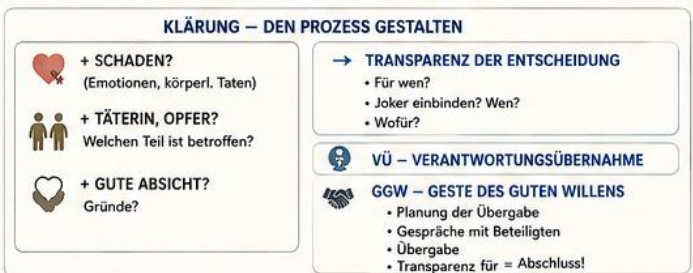 KLÄRUNG – DEN PROZESS GESTALTEN
+ SCHADEN?
(Emotionen, körperl. Taten)
+ TÄTERIN, OPFER?
Welchen Teil ist betroffen?
+ GUTE ABSICHT?
Gründe?
→ TRANSPARENZ DER ENTSCHEIDUNG
• Für wen?
• Joker einbinden? Wen?
• Wofür?
VÜ – VERANTWORTUNGSÜBERNAHME
GGW – GESTE DES GUTEN WILLENS
• Planung der Übergabe
• Gespräche mit Beteiligten
• Übergabe
• Transparenz für = Abschluss!